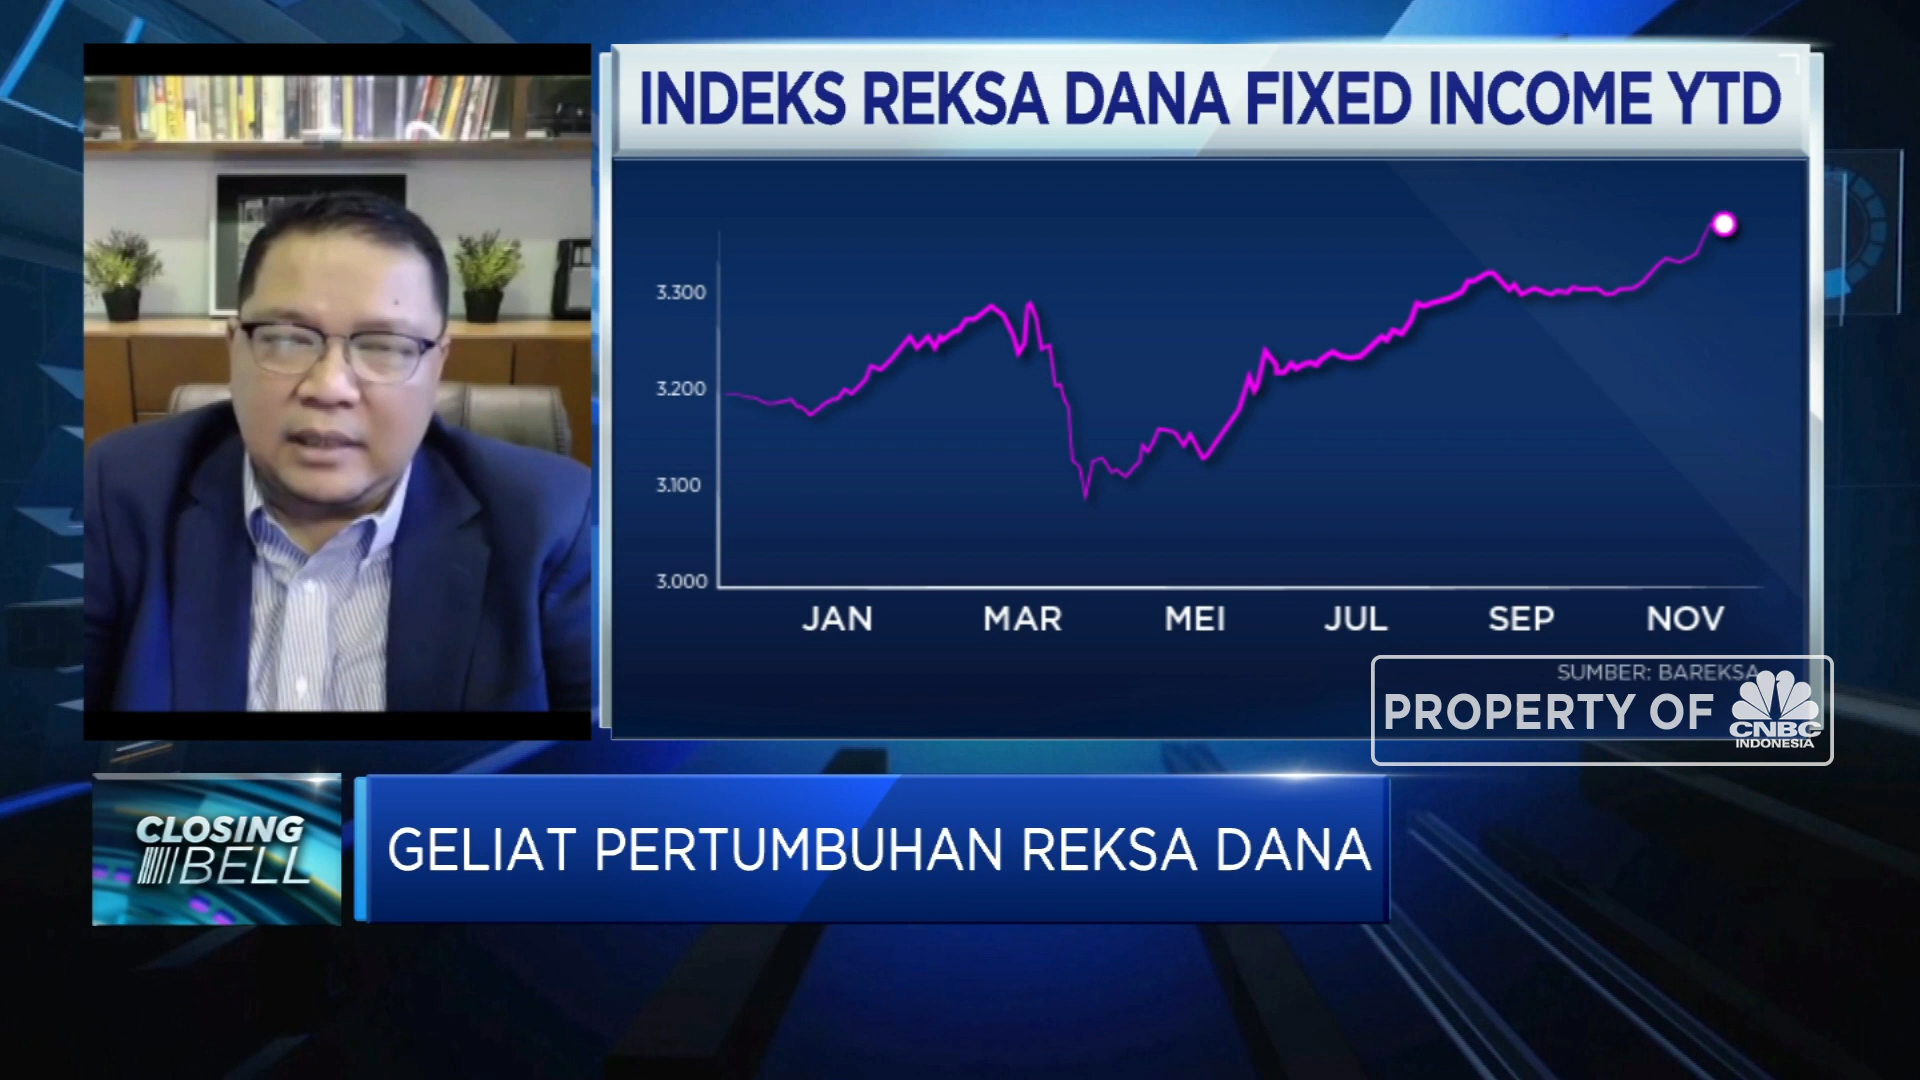 INDEKS REKSA DANA FIXED INCOME YTD
3.300
3.200
3.100
3.000
JAN MAR MEI JUL SEP NOV
SUMBER: BAREKSA
PROPERTY OF
CNBC
INDONESIA
CLOSING
BELL
GELIAT PERTUMBUHAN REKSA DANA